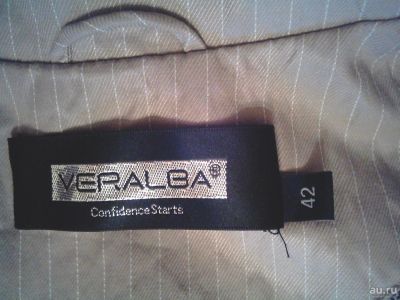 VERALBA®
Confidence Starts
42
au.ru